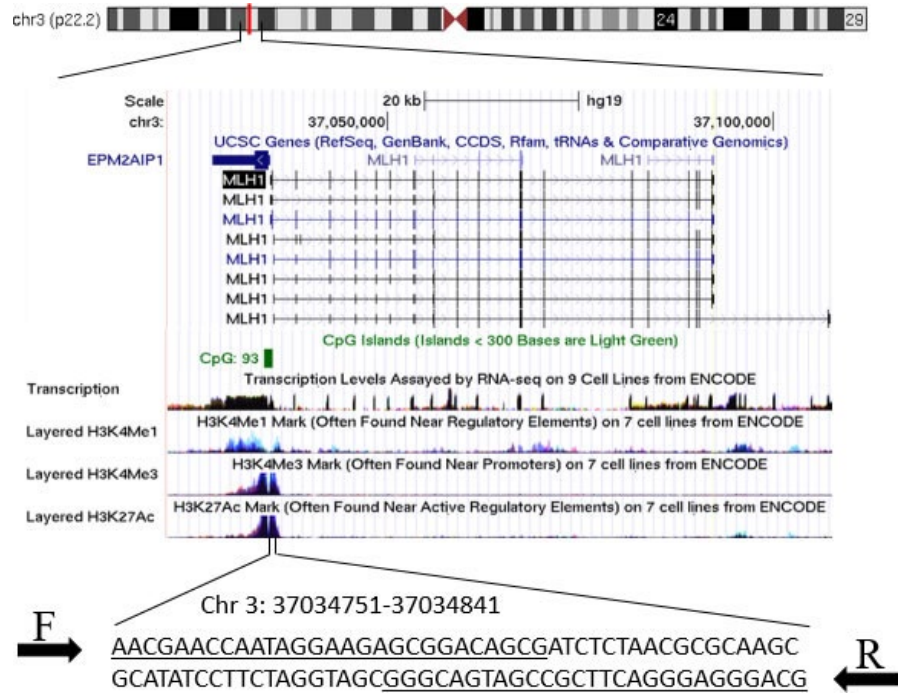 chr3 (p22.2) 24 29
Scale 20 kb hg19
chr3: 37,050,000 37,100,000
UCSC Genes (RefSeq, GenBank, CCDS, Rfam, tRNAs & Comparative Genomics)
EPM2AIP1 MLH1 MLH1
MLH1
MLH1
MLH1
MLH1
MLH1
MLH1
MLH1
MLH1
CpG Islands (Islands < 300 Bases are Light Green)
CpG: 93
Transcription Transcription Levels Assayed by RNA-seq on 9 Cell Lines from ENCODE
Layered H3K4Me1 H3K4Me1 Mark (Often Found Near Regulatory Elements) on 7 cell lines from ENCODE
Layered H3K4Me3 H3K4Me3 Mark (Often Found Near Promoters) on 7 cell lines from ENCODE
Layered H3K27Ac H3K27Ac Mark (Often Found Near Active Regulatory Elements) on 7 cell lines from ENCODE
Chr 3: 37034751-37034841
F
AACGAACCAATAGGAAGAGCGGACAGCGATCTCTAACGCGCAAGC
GCATATCCTTCTAGGTAGCGGGCAGTAGCCGCTTCAGGGAGGGACG
R